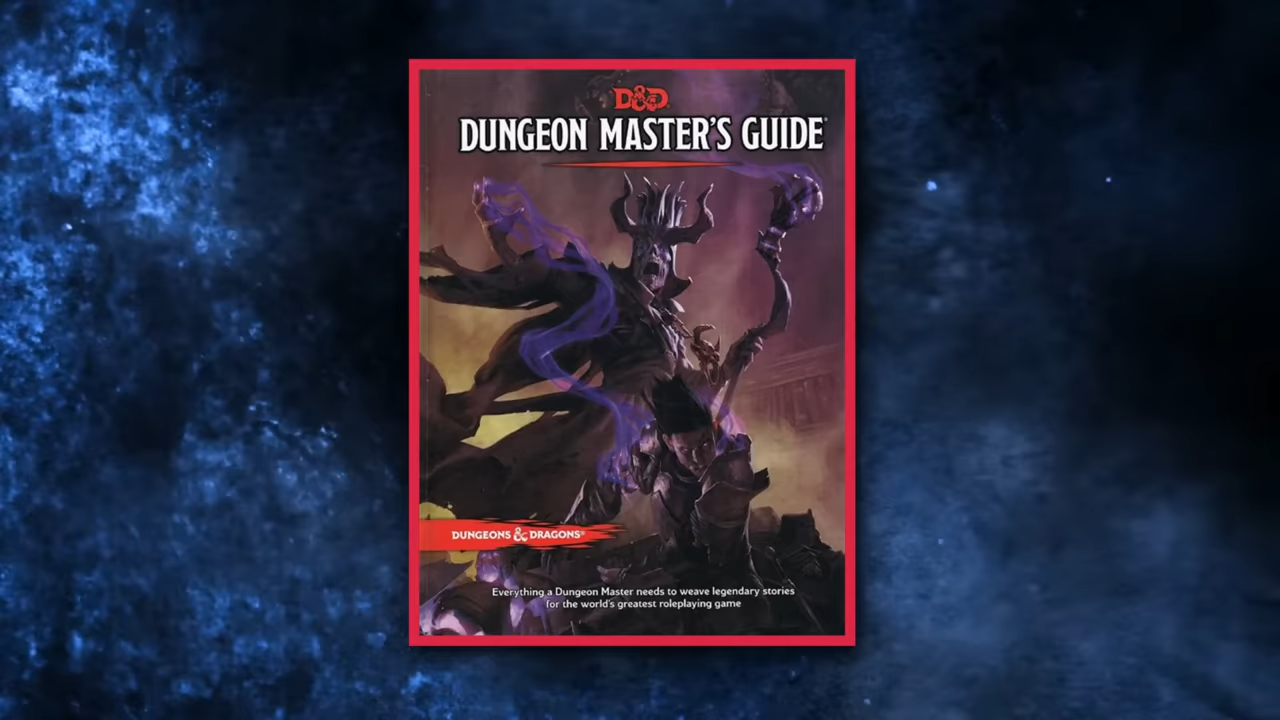 D&D
DUNGEON MASTER'S GUIDE®
DUNGEONS & DRAGONS®
Everything a Dungeon Master needs to weave legendary stories
for the world's greatest roleplaying game